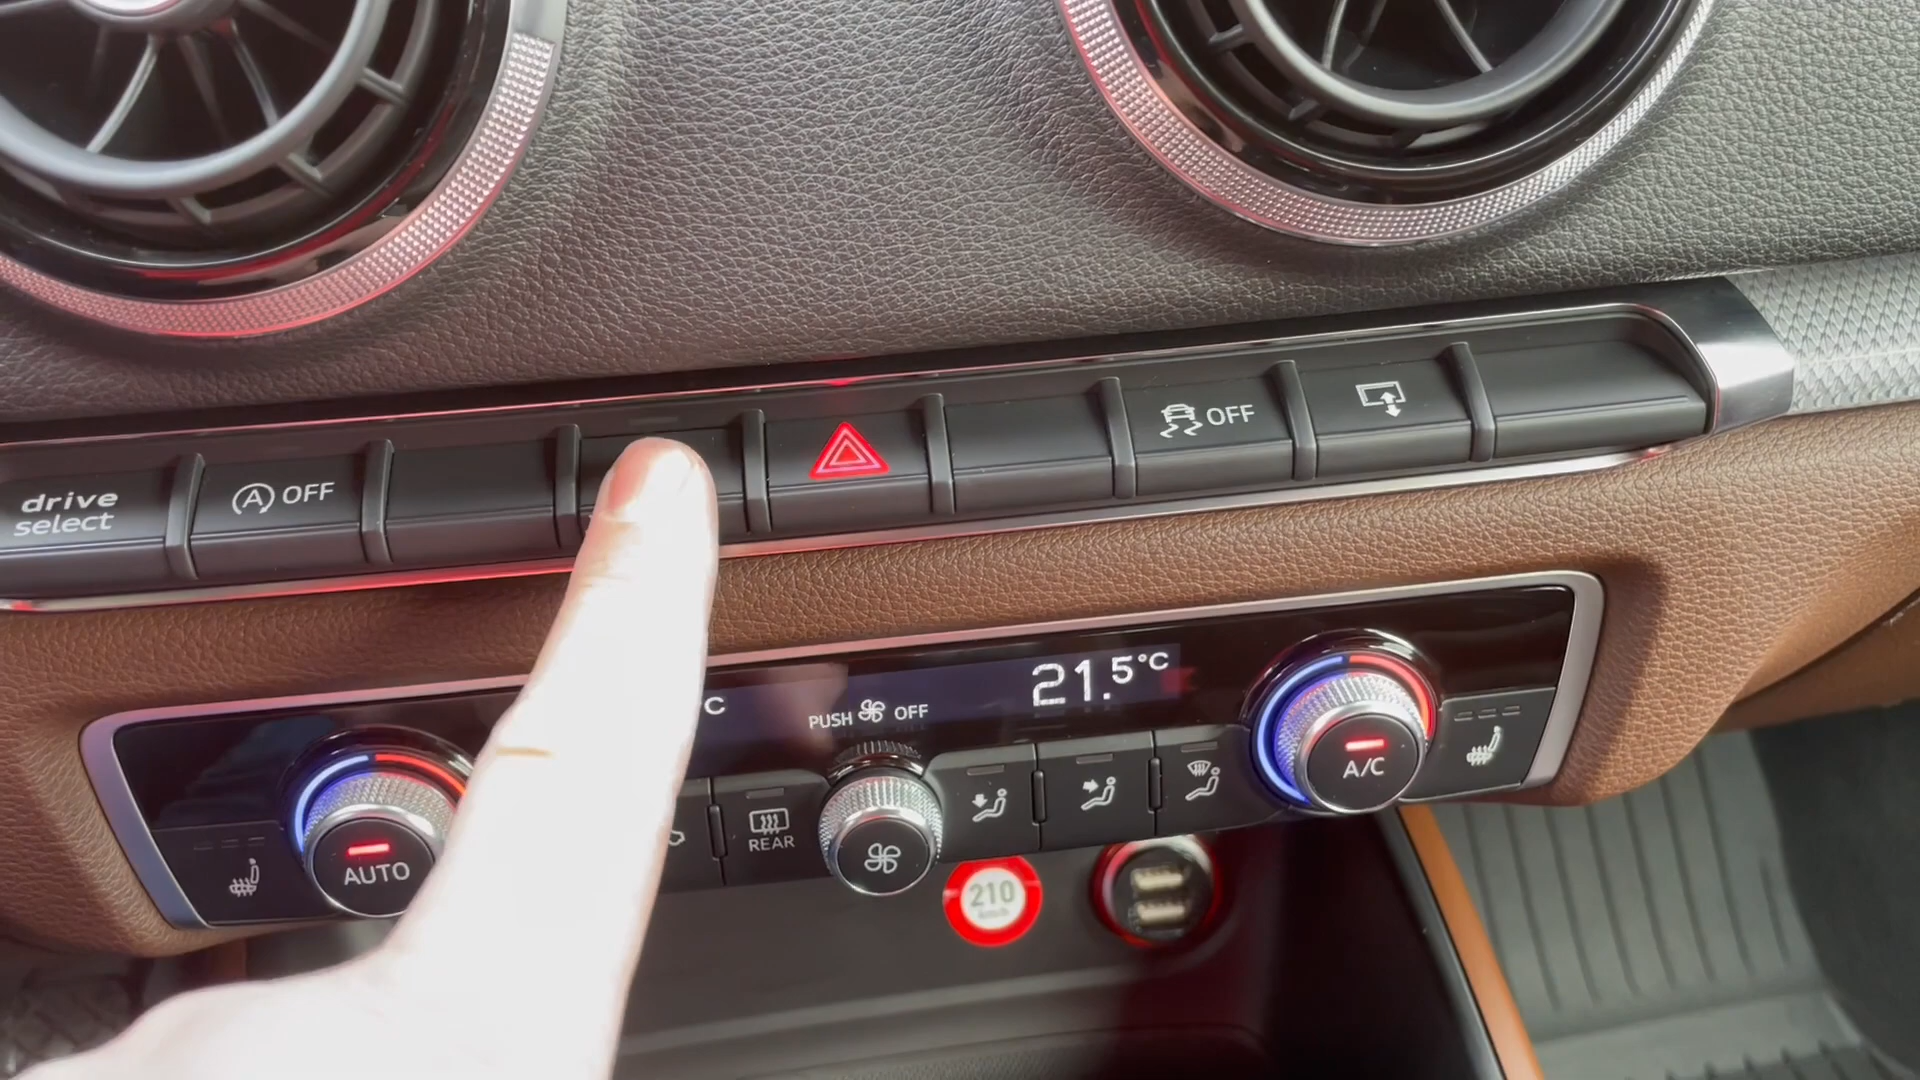 drive
select
A OFF
OFF
21.5°C
C
PUSH OFF
AUTO
REAR
A/C
210